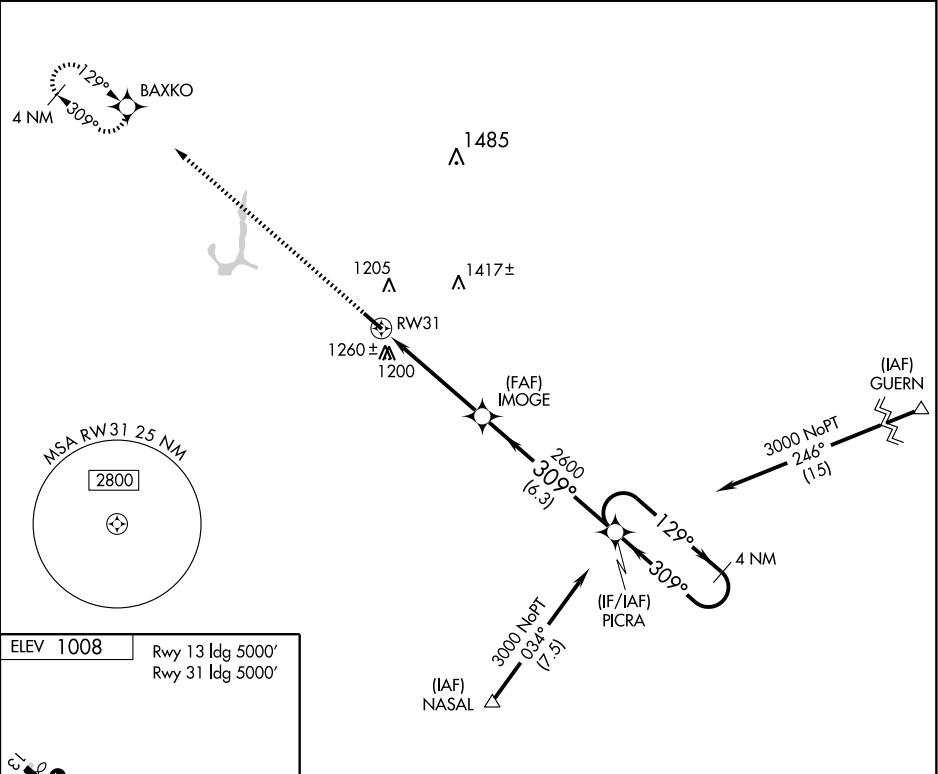 129°
BAXKO
4 NM
309°
1485
1205
1417±
RW31
1260±
1200
(FAF)
IMOGE
(IAF)
GUERN
3000 NoPT
246°
(15)
2600
309°
(6.3)
MSA RW31 25 NM
2800
129°
4 NM
309°
(IF/IAF)
PICRA
3000 NoPT
034°
(7.5)
(IAF)
NASAL
ELEV 1008
Rwy 13 ldg 5000'
Rwy 31 ldg 5000'
13